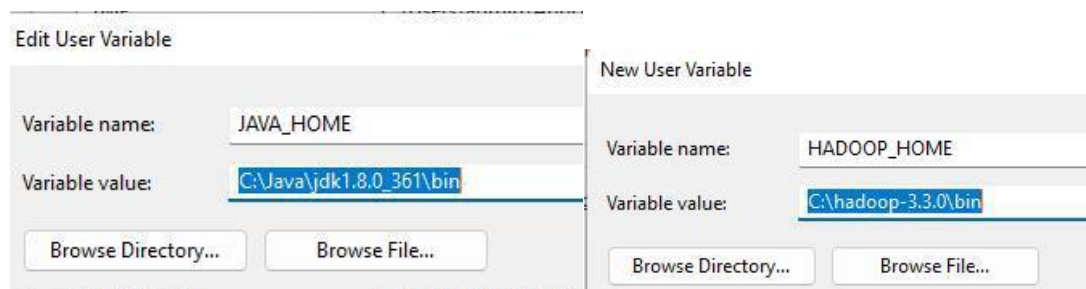 Edit User Variable
Variable name: JAVA_HOME
Variable value: C:\Java\jdk1.8.0_361\bin
Browse Directory... Browse File...
New User Variable
Variable name: HADOOP_HOME
Variable value: C:\hadoop-3.3.0\bin
Browse Directory... Browse File...